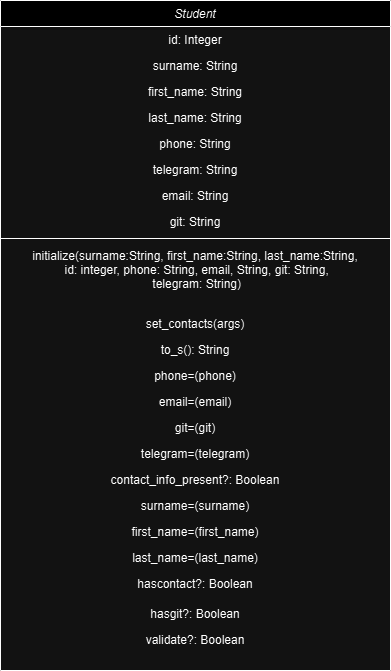 Student
id: Integer
surname: String
first_name: String
last_name: String
phone: String
telegram: String
email: String
git: String
initialize(surname:String, first_name:String, last_name:String,
id: integer, phone: String, email, String, git: String,
telegram: String)
set_contacts(args)
to_s(): String
phone=(phone)
email=(email)
git=(git)
telegram=(telegram)
contact_info_present?: Boolean
surname=(surname)
first_name=(first_name)
last_name=(last_name)
hascontact?: Boolean
hasgit?: Boolean
validate?: Boolean